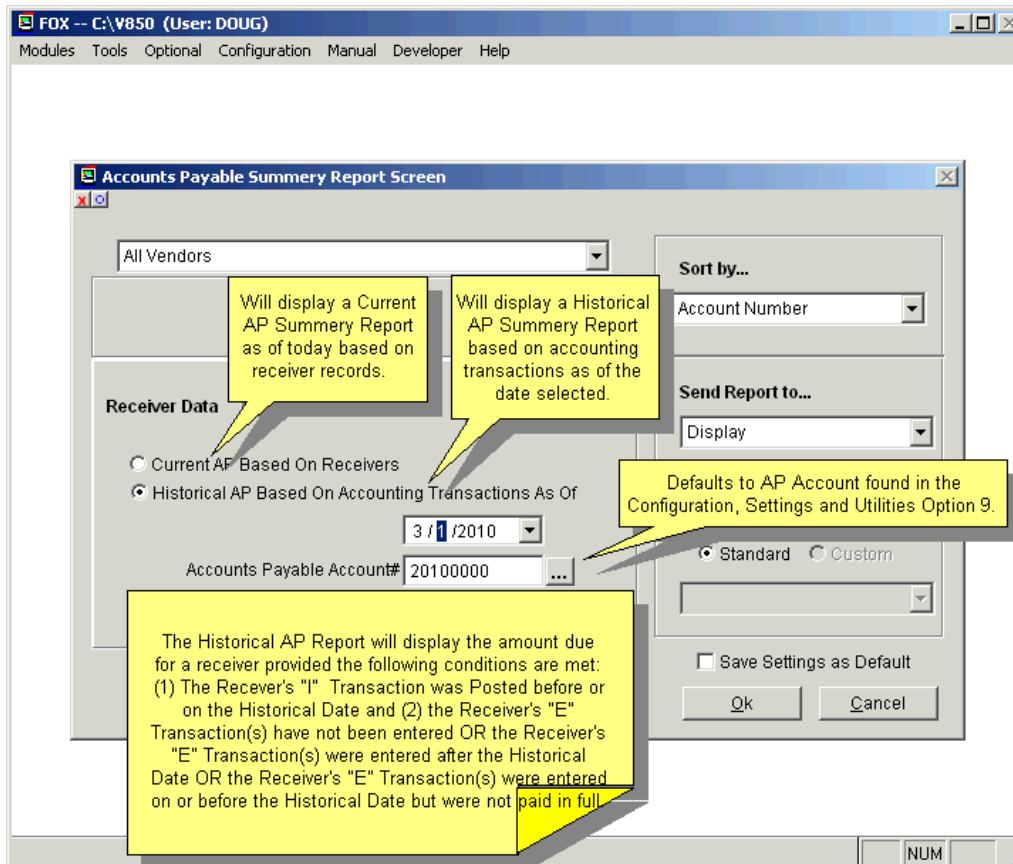 FOX -- C:\V850 (User: DOUG)
Modules Tools Optional Configuration Manual Developer Help
Accounts Payable Summery Report Screen
All Vendors
Will display a Current
AP Summery Report
as of today based on
receiver records.
Will display a Historical
AP Summery Report
based on accounting
transactions as of the
date selected.
Sort by...
Account Number
Receiver Data
Current AP Based On Receivers
Historical AP Based On Accounting Transactions As Of
3 / 1 /2010
Accounts Payable Account# 20100000 ...
Send Report to...
Display
Defaults to AP Account found in the
Configuration, Settings and Utilities Option 9.
Standard Custom
The Historical AP Report will display the amount due
for a receiver provided the following conditions are met:
(1) The Recever's "I" Transaction was Posted before or
on the Historical Date and (2) the Receiver's "E"
Transaction(s) have not been entered OR the Receiver's
"E" Transaction(s) were entered after the Historical
Date OR the Receiver's "E" Transaction(s) were entered
on or before the Historical Date but were not paid in full.
Save Settings as Default
Ok Cancel
NUM